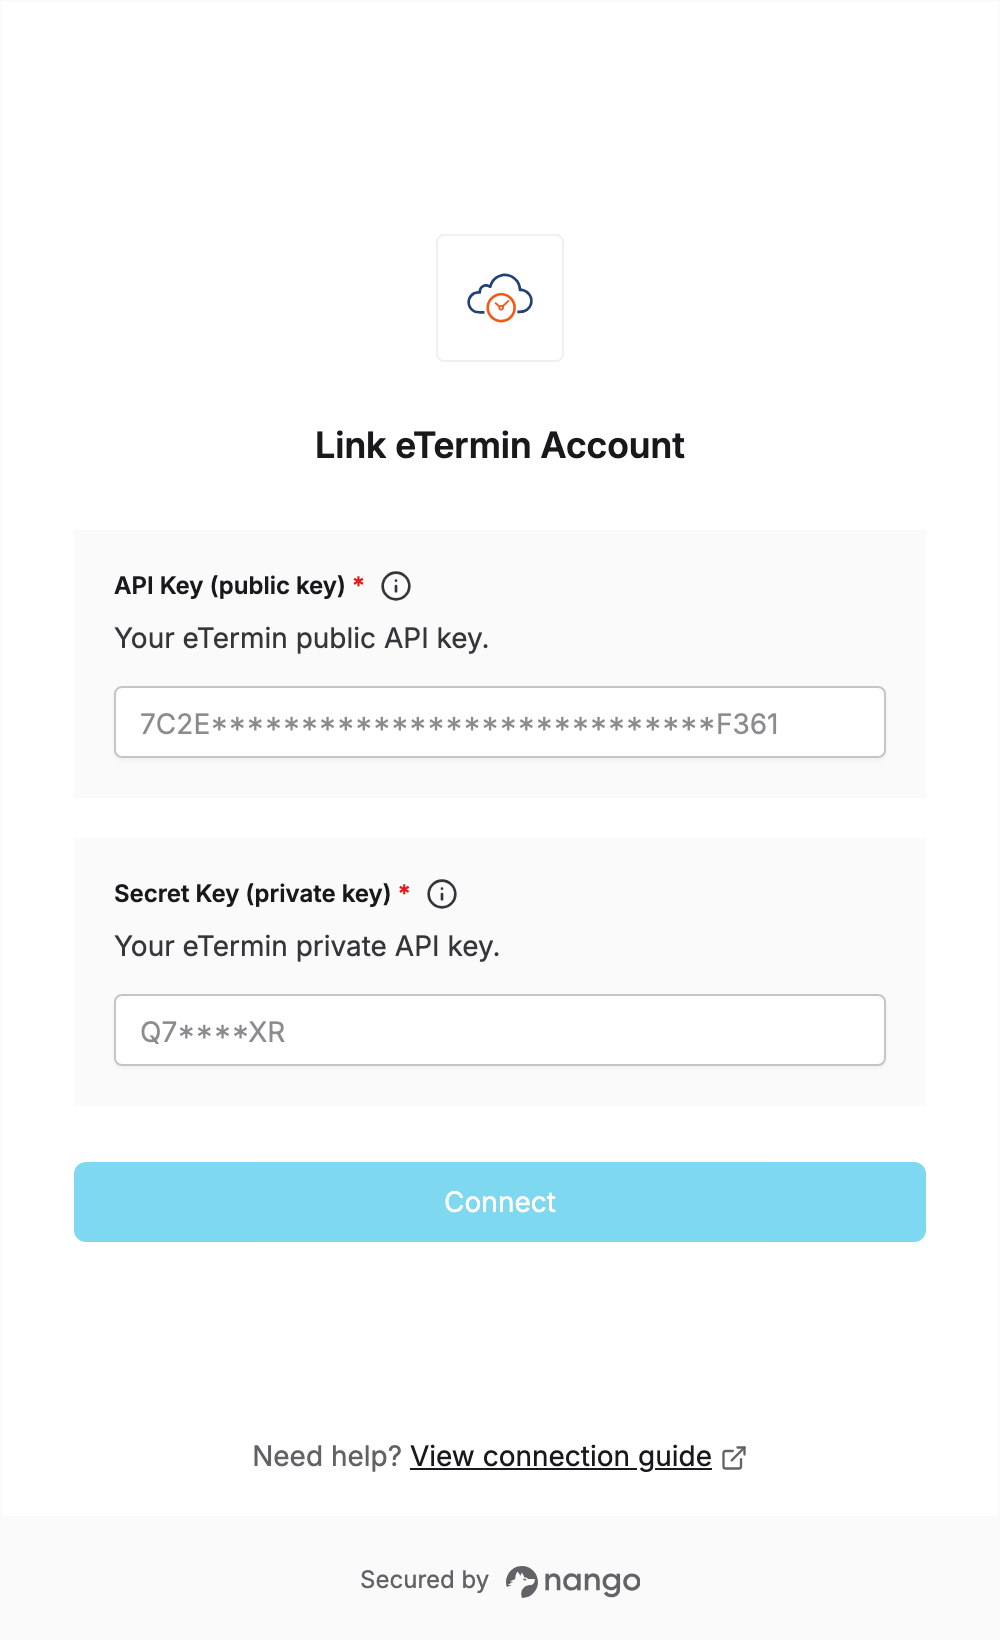 Link eTermin Account
API Key (public key) *
Your eTermin public API key.
7C2E****************************F361
Secret Key (private key) *
Your eTermin private API key.
Q7****XR
Connect
Need help? View connection guide
Secured by nango